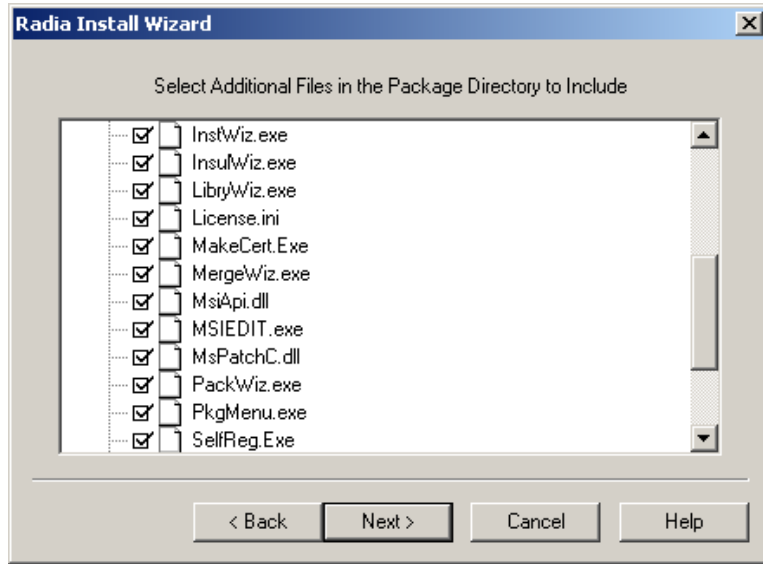 Radia Install Wizard
Select Additional Files in the Package Directory to Include
InstWiz.exe
InsulWiz.exe
LibryWiz.exe
License.ini
MakeCert.Exe
MergeWiz.exe
MsiApi.dll
MSIEDIT.exe
MsPatchC.dll
PackWiz.exe
PkgMenu.exe
SelfReg.Exe
< Back Next > Cancel Help